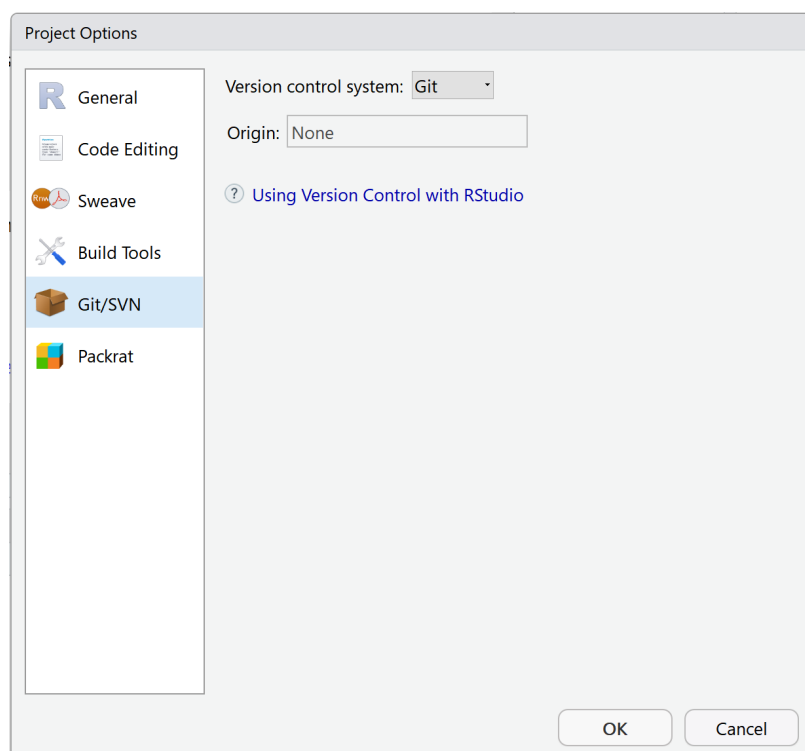 Project Options
General
Code Editing
Sweave
Build Tools
Git/SVN
Packrat
Version control system: Git
Origin: None
? Using Version Control with RStudio
OK Cancel